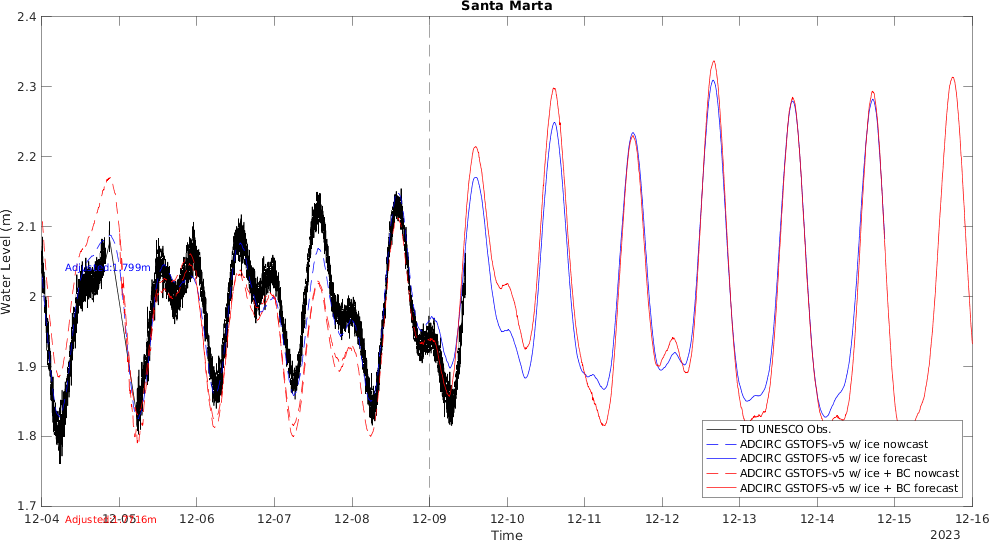 Santa Marta
2.4
2.3
2.2
2.1
2
1.9
1.8
1.7
Water Level (m)
Adjusted:1.799m
TD UNESCO Obs.
ADCIRC GSTOFS-v5 w/ ice nowcast
ADCIRC GSTOFS-v5 w/ ice forecast
ADCIRC GSTOFS-v5 w/ ice + BC nowcast
ADCIRC GSTOFS-v5 w/ ice + BC forecast
12-04 12-05 12-06 12-07 12-08 12-09 12-10 12-11 12-12 12-13 12-14 12-15 12-16
Time
2023